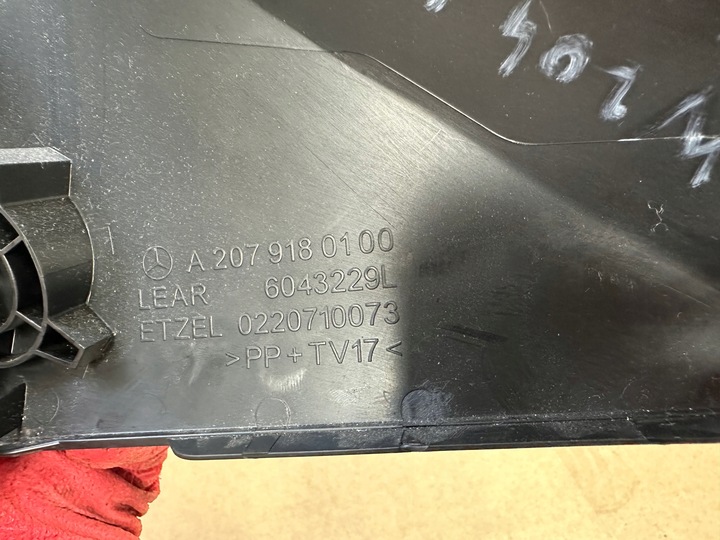 A 207 918 01 00
LEAR 6043229L
ETZEL 0220710073
>PP+TV17<